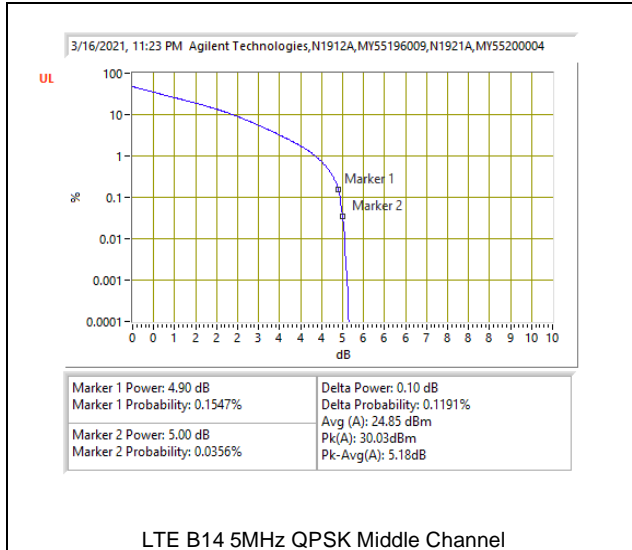 3/16/2021, 11:23 PM Agilent Technologies,N1912A,MY55196009,N1921A,MY55200004
UL
100
10
1
0.1
0.01
0.001
0.0001
%
Marker 1
Marker 2
0 0 1 2 2 3 4 4 4 5 5 6 6 7 8 8 9 10 10
dB
Marker 1 Power: 4.90 dB
Marker 1 Probability: 0.1547%
Marker 2 Power: 5.00 dB
Marker 2 Probability: 0.0356%
Delta Power: 0.10 dB
Delta Probability: 0.1191%
Avg (A): 24.85 dBm
Pk(A): 30.03dBm
Pk-Avg(A): 5.18dB
LTE B14 5MHz QPSK Middle Channel